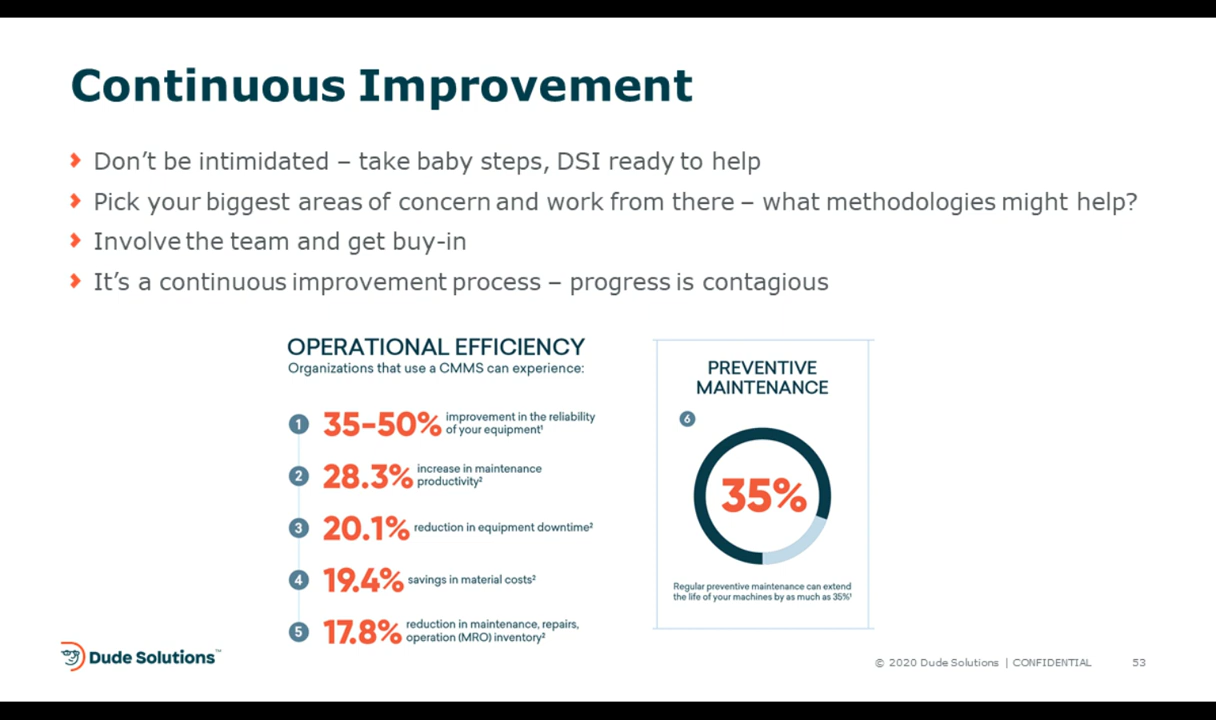 Continuous Improvement
Don’t be intimidated – take baby steps, DSI ready to help
Pick your biggest areas of concern and work from there – what methodologies might help?
Involve the team and get buy-in
It’s a continuous improvement process – progress is contagious
OPERATIONAL EFFICIENCY
Organizations that use a CMMS can experience:
1 35-50% improvement in the reliability
of your equipment¹
2 28.3% increase in maintenance
productivity²
3 20.1% reduction in equipment downtime²
4 19.4% savings in material costs²
5 17.8% reduction in maintenance, repairs,
operation (MRO) inventory²
PREVENTIVE
MAINTENANCE
6
35%
Regular preventive maintenance can extend
the life of your machines by as much as 35%¹
Dude Solutions™
© 2020 Dude Solutions | CONFIDENTIAL 53